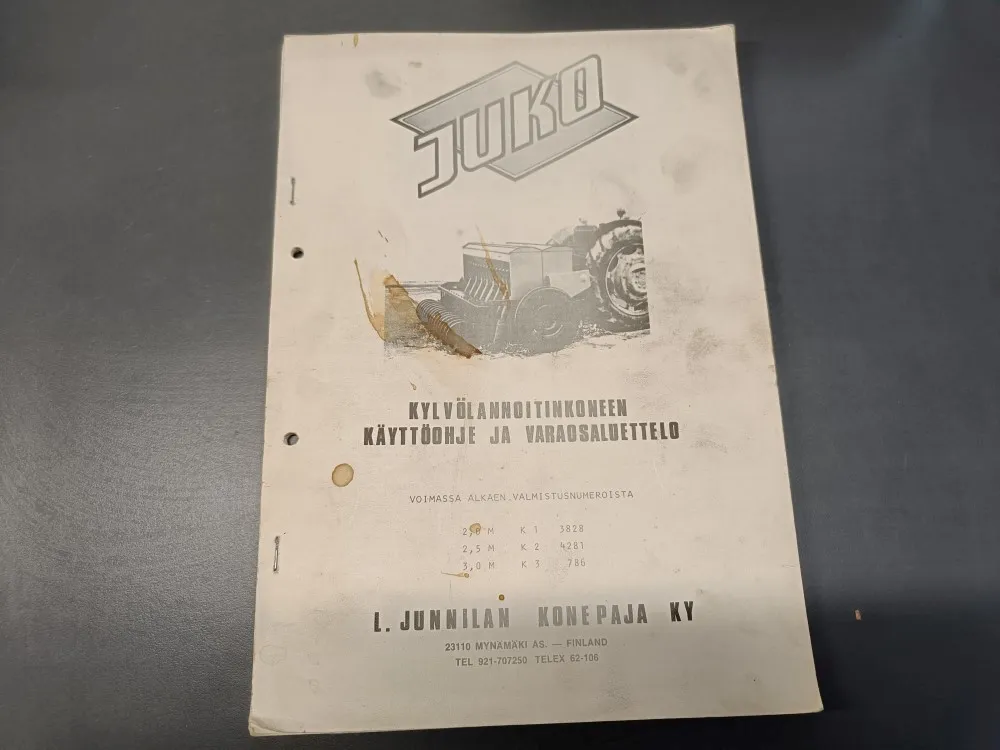 JUKO
KYLVÖLANNOITINKONEEN
KÄYTTÖOHJE JA VARAOSALUETTELO
VOIMASSA ALKAEN VALMISTUSNUMEROISTA
M K 1 3828
2,5 M K 2 4281
3,0 M K 3 786
L. JUNNILAN KONEPAJA KY
23110 MYNÄMÄKI AS. — FINLAND
TEL 921-707250 TELEX 62-106